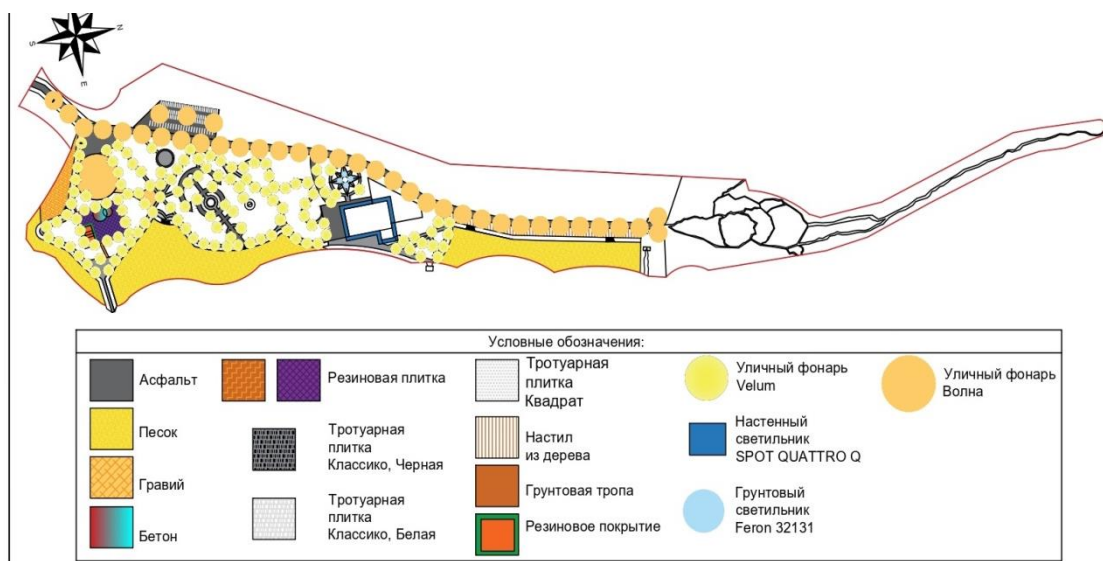 N
S
E
Условные обозначения:
Асфальт
Песок
Гравий
Бетон
Резиновая плитка
Тротуарная
плитка
Классико, Черная
Тротуарная
плитка
Классико, Белая
Тротуарная
плитка
Квадрат
Настил
из дерева
Грунтовая тропа
Резиновое покрытие
Уличный фонарь
Velum
Настенный
светильник
SPOT QUATTRO Q
Грунтовый
светильник
Feron 32131
Уличный фонарь
Волна